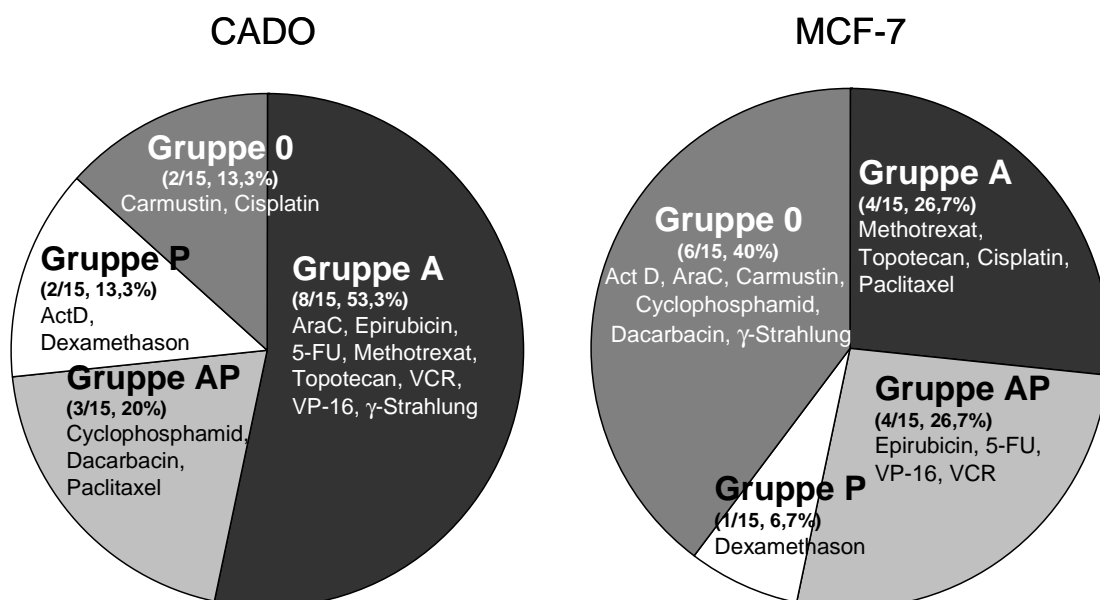 CADO
Gruppe 0
(2/15, 13,3%)
Carmustin, Cisplatin
Gruppe P
(2/15, 13,3%)
ActD,
Dexamethason
Gruppe A
(8/15, 53,3%)
AraC, Epirubicin,
5-FU, Methotrexat,
Topotecan, VCR,
VP-16, γ-Strahlung
Gruppe AP
(3/15, 20%)
Cyclophosphamid,
Dacarbacin,
Paclitaxel
MCF-7
Gruppe A
(4/15, 26,7%)
Methotrexat,
Topotecan, Cisplatin,
Paclitaxel
Gruppe 0
(6/15, 40%)
Act D, AraC, Carmustin,
Cyclophosphamid,
Dacarbacin, γ-Strahlung
Gruppe AP
(4/15, 26,7%)
Epirubicin, 5-FU,
VP-16, VCR
Gruppe P
(1/15, 6,7%)
Dexamethason